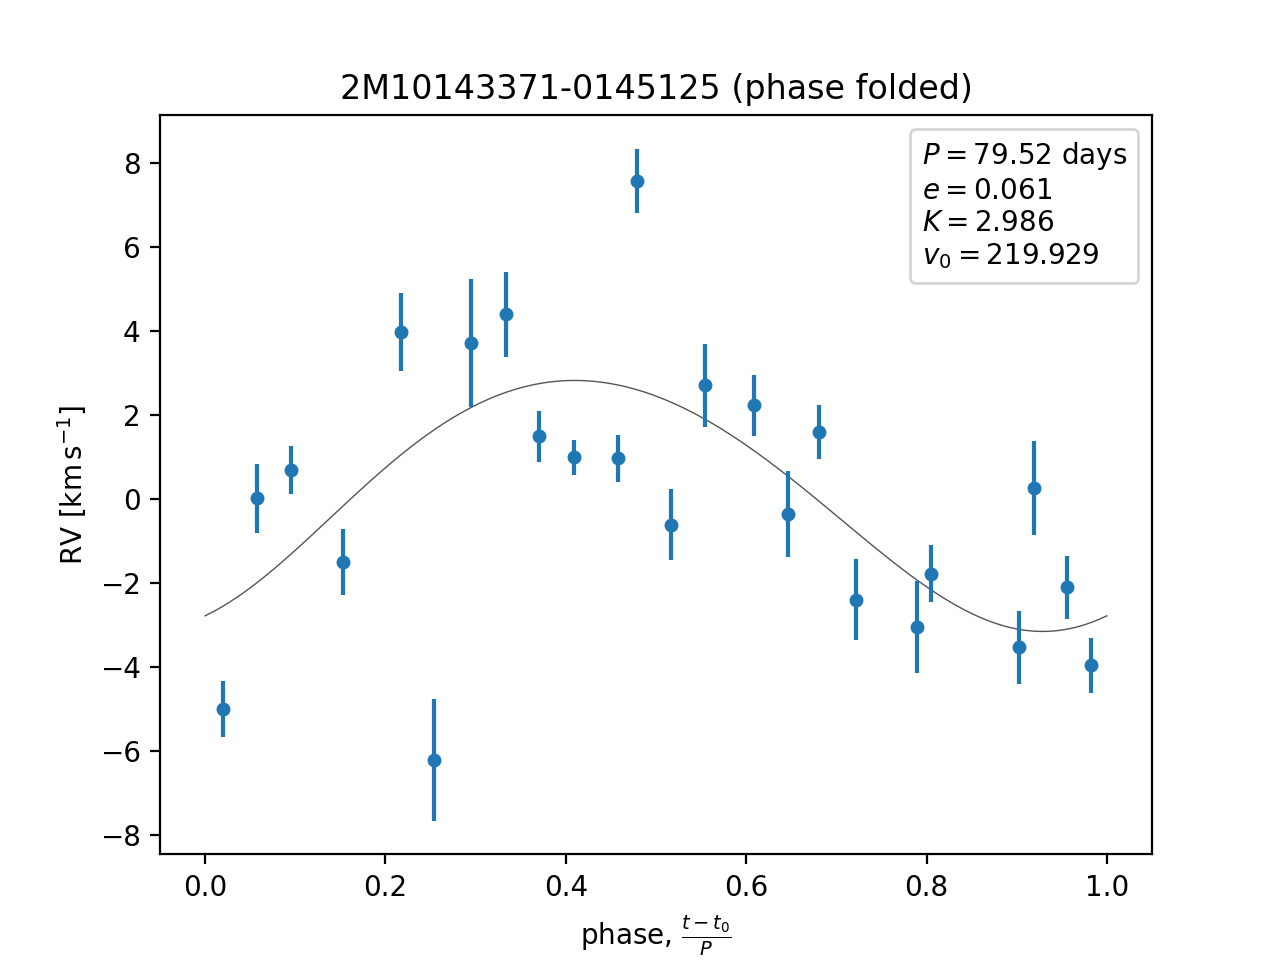 2M10143371-0145125 (phase folded)
P = 79.52 days
e = 0.061
K = 2.986
v₀ = 219.929
8
6
4
2
0
−2
−4
−6
−8
RV [km s⁻¹]
0.0 0.2 0.4 0.6 0.8 1.0
phase, (t − t₀)/P